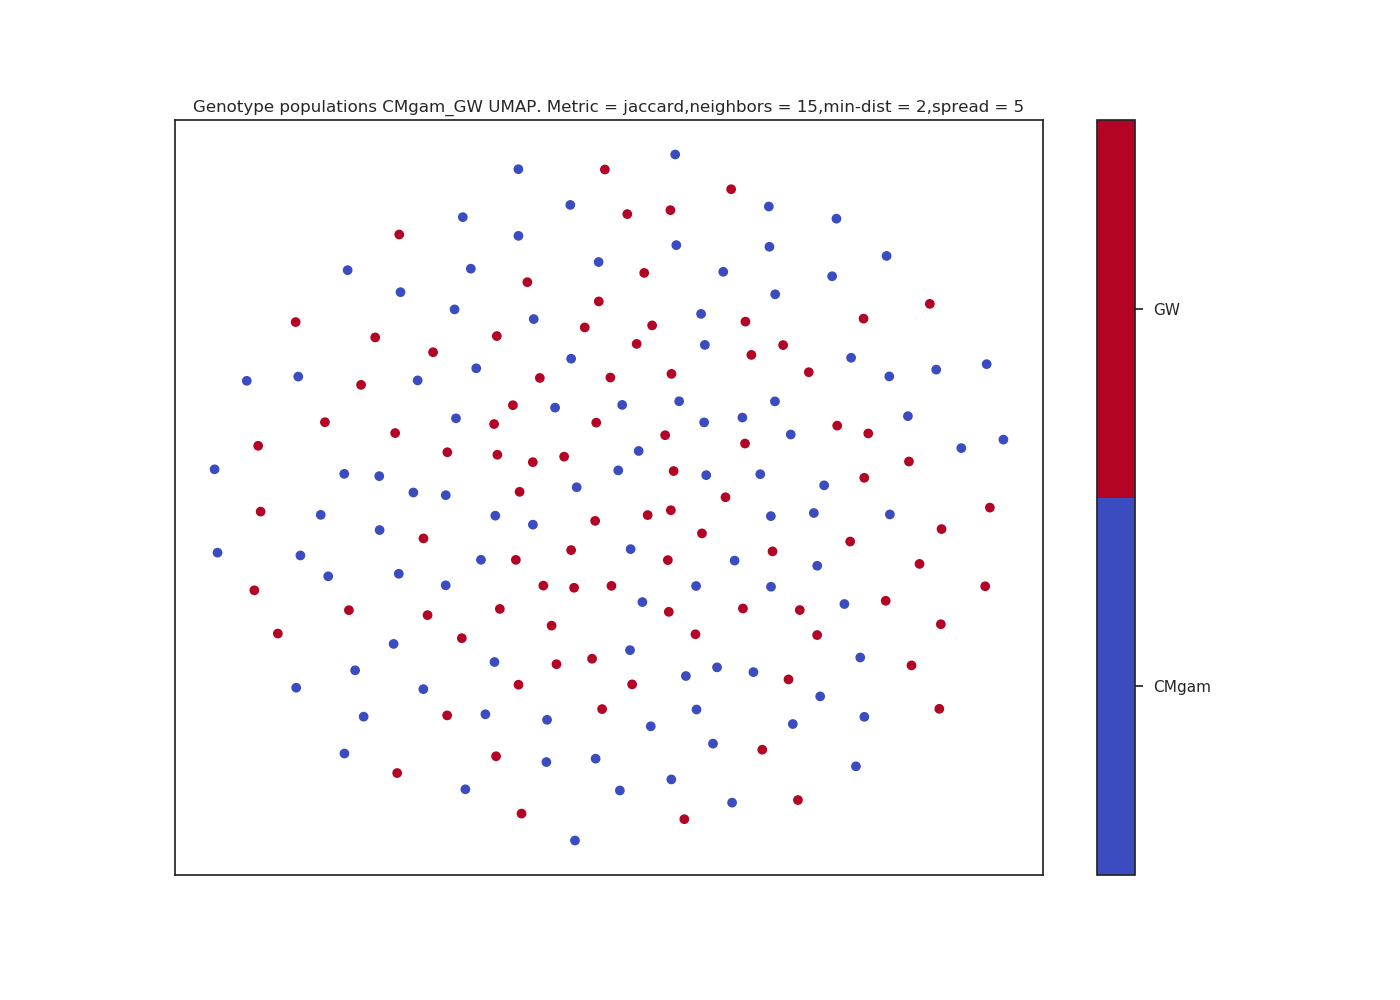 Genotype populations CMgam_GW UMAP. Metric = jaccard,neighbors = 15,min-dist = 2,spread = 5
GW
CMgam